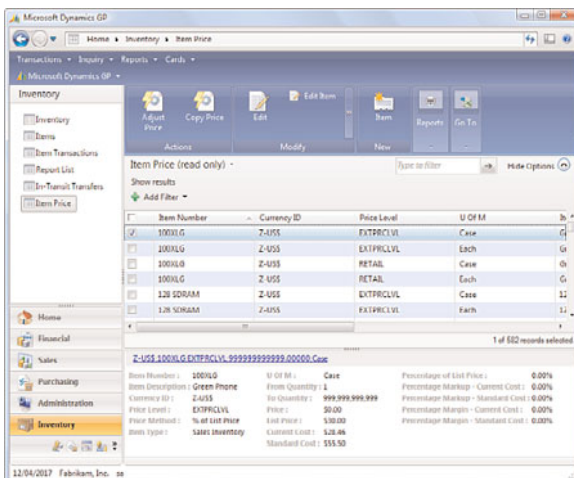 Microsoft Dynamics GP
Home Inventory Item Price
Transactions Inquiry Reports Cards
Microsoft Dynamics GP
Inventory
Inventory
Items
Item Transactions
Report List
In-Transit Transfers
Item Price
Home
Financial
Sales
Purchasing
Administration
Inventory
Adjust Price Copy Price Edit Edit Item Item Reports Go To
Actions Modify New
Item Price (read only)
Type to filter Hide Options
Show results
Add Filter
Item Number Currency ID Price Level U Of M
100XLG Z-US$ EXTPRCLVL Case
100XLG Z-US$ EXTPRCLVL Each
100XLG Z-US$ RETAIL Case
100XLG Z-US$ RETAIL Each
128 SDRAM Z-US$ EXTPRCLVL Case 12
128 SDRAM Z-US$ EXTPRCLVL Each 12
1 of 582 records selected.
Z-US$ 100XLG EXTPRCLVL 999999999999.00000 Case
Item Number : 100XLG U Of M : Case Percentage of List Price : 0.00%
Item Description : Green Phone From Quantity : 1 Percentage Markup - Current Cost : 0.00%
Currency ID : Z-US$ To Quantity : 999,999,999,999 Percentage Markup - Standard Cost : 0.00%
Price Level : EXTPRCLVL Price : $0.00 Percentage Margin - Current Cost : 0.00%
Price Method : % of List Price List Price : $30.00 Percentage Margin - Standard Cost : 0.00%
Item Type : Sales Inventory Current Cost : $28.46
Standard Cost : $55.50
12/04/2017 Fabrikam, Inc. sa